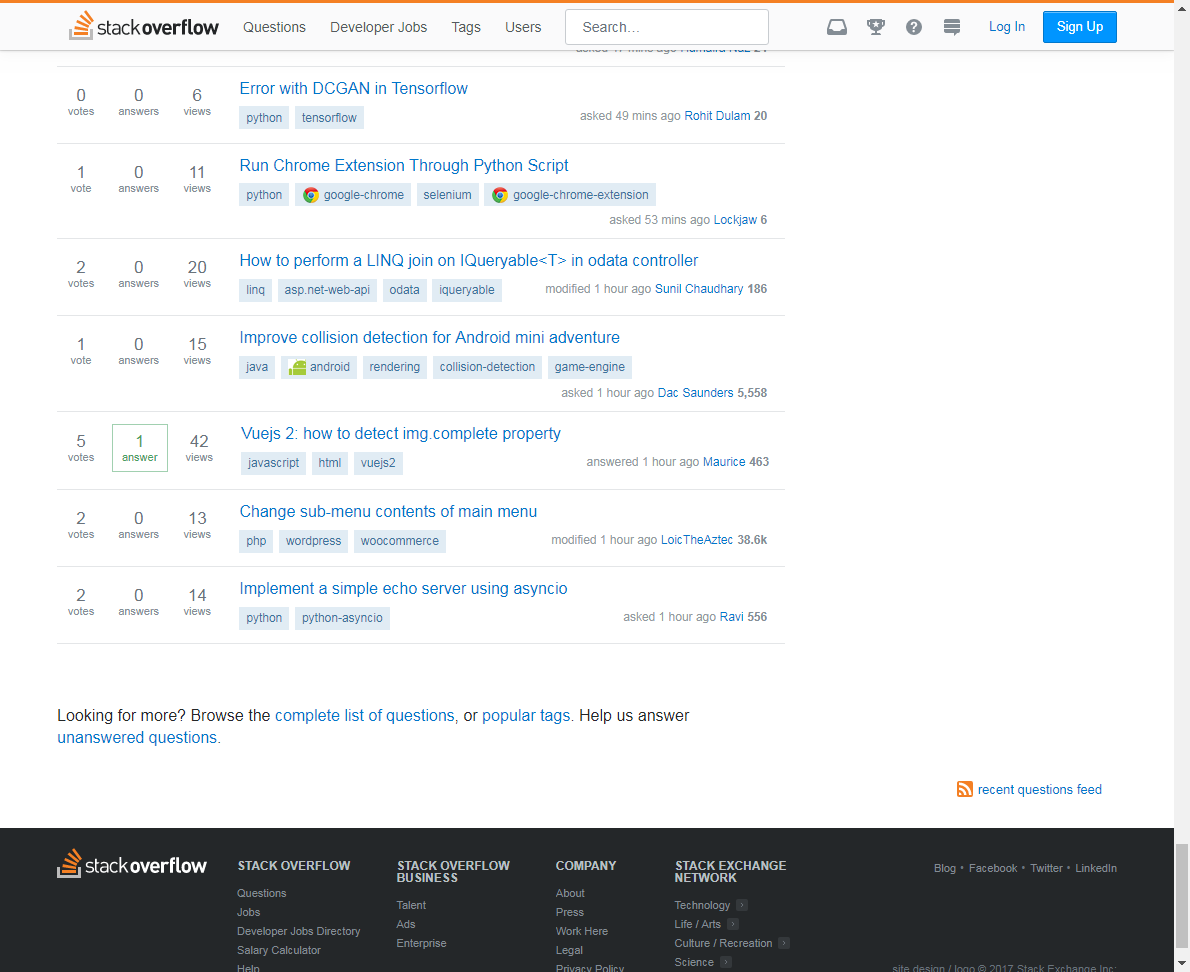 stack overflow Questions Developer Jobs Tags Users Search… Log In Sign Up
0 votes 0 answers 6 views
Error with DCGAN in Tensorflow
python tensorflow
asked 49 mins ago Rohit Dulam 20
1 vote 0 answers 11 views
Run Chrome Extension Through Python Script
python google-chrome selenium google-chrome-extension
asked 53 mins ago Lockjaw 6
2 votes 0 answers 20 views
How to perform a LINQ join on IQueryable<T> in odata controller
linq asp.net-web-api odata iqueryable
modified 1 hour ago Sunil Chaudhary 186
1 vote 0 answers 15 views
Improve collision detection for Android mini adventure
java android rendering collision-detection game-engine
asked 1 hour ago Dac Saunders 5,558
5 votes 1 answer 42 views
Vuejs 2: how to detect img.complete property
javascript html vuejs2
answered 1 hour ago Maurice 463
2 votes 0 answers 13 views
Change sub-menu contents of main menu
php wordpress woocommerce
modified 1 hour ago LoicTheAztec 38.6k
2 votes 0 answers 14 views
Implement a simple echo server using asyncio
python python-asyncio
asked 1 hour ago Ravi 556
Looking for more? Browse the complete list of questions, or popular tags. Help us answer
unanswered questions.
recent questions feed
stack overflow
STACK OVERFLOW
Questions
Jobs
Developer Jobs Directory
Salary Calculator
Help
STACK OVERFLOW
BUSINESS
Talent
Ads
Enterprise
COMPANY
About
Press
Work Here
Legal
Privacy Policy
STACK EXCHANGE
NETWORK
Technology
Life / Arts
Culture / Recreation
Science
Blog • Facebook • Twitter • LinkedIn
site design / logo © 2017 Stack Exchange Inc;